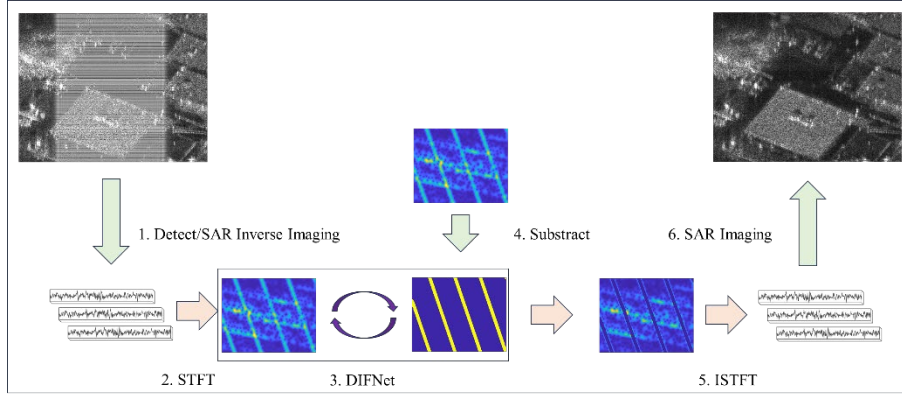 1. Detect/SAR Inverse Imaging
4. Substract
6. SAR Imaging
2. STFT
3. DIFNet
5. ISTFT